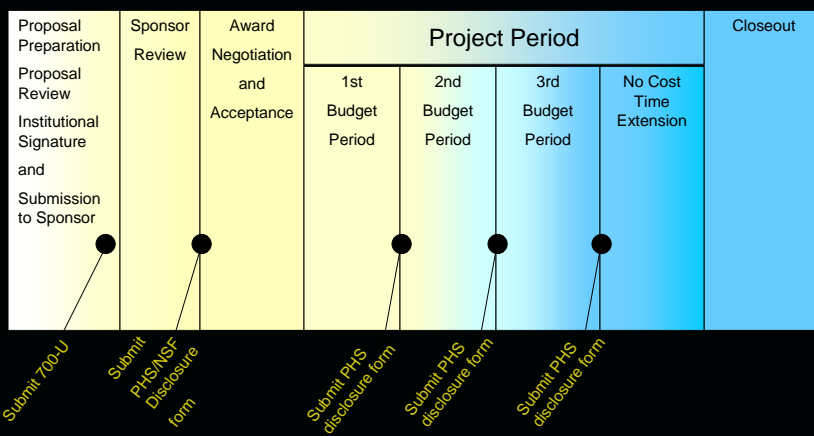 Proposal
Preparation
Proposal
Review
Institutional
Signature
and
Submission
to Sponsor
Sponsor
Review
Award
Negotiation
and
Acceptance
Project Period
1st
Budget
Period
2nd
Budget
Period
3rd
Budget
Period
No Cost
Time
Extension
Closeout
Submit 700-U
Submit
PHS/NSF
Disclosure
form
Submit PHS
disclosure form
Submit PHS
disclosure form
Submit PHS
disclosure form